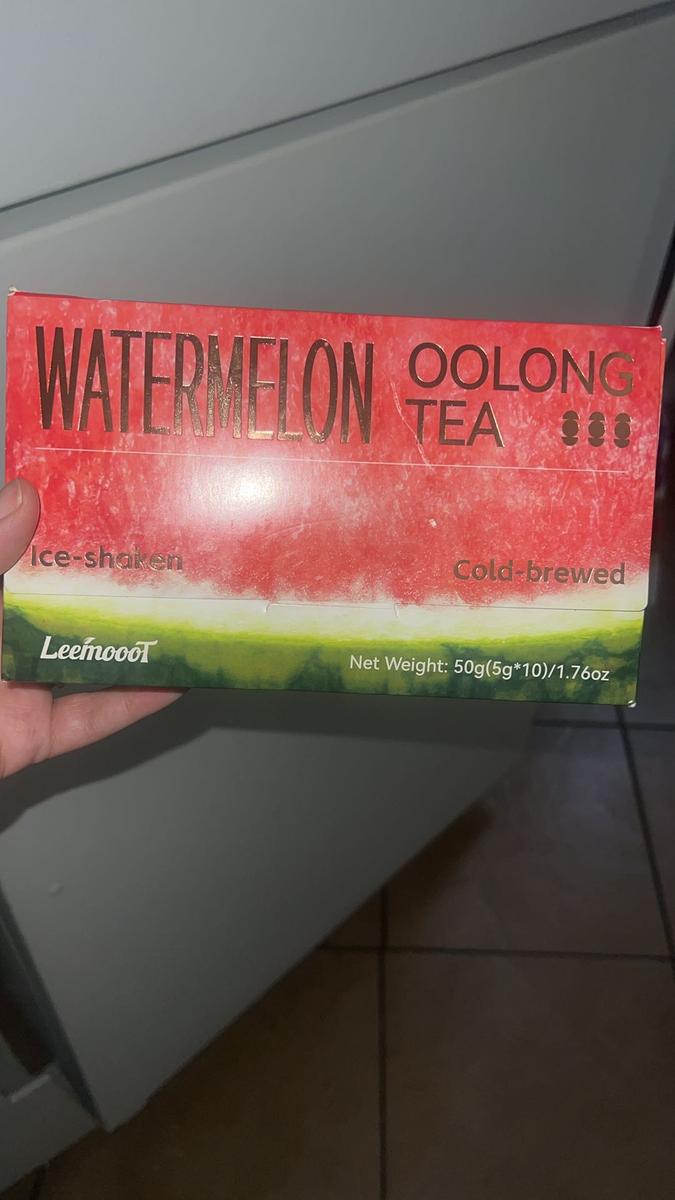 WATERMELON
OOLONG
TEA
Ice-shaken
Cold-brewed
LeemoooT
Net Weight: 50g(5g*10)/1.76oz